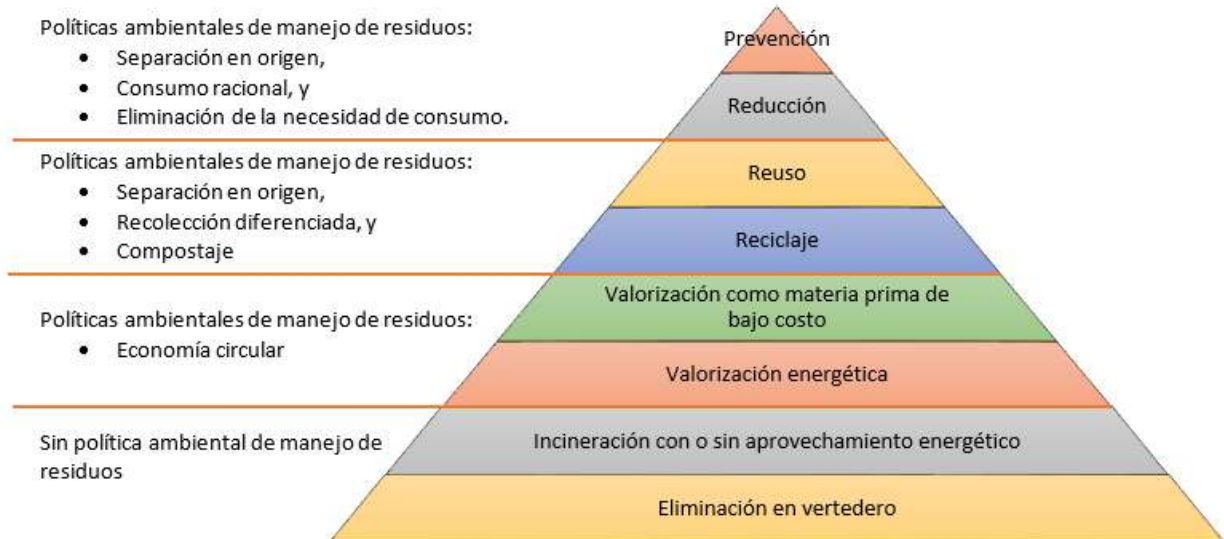 Políticas ambientales de manejo de residuos:
• Separación en origen,
• Consumo racional, y
• Eliminación de la necesidad de consumo.
Políticas ambientales de manejo de residuos:
• Separación en origen,
• Recolección diferenciada, y
• Compostaje
Políticas ambientales de manejo de residuos:
• Economía circular
Sin política ambiental de manejo de
residuos
Prevención
Reducción
Reuso
Reciclaje
Valorización como materia prima de
bajo costo
Valorización energética
Incineración con o sin aprovechamiento energético
Eliminación en vertedero